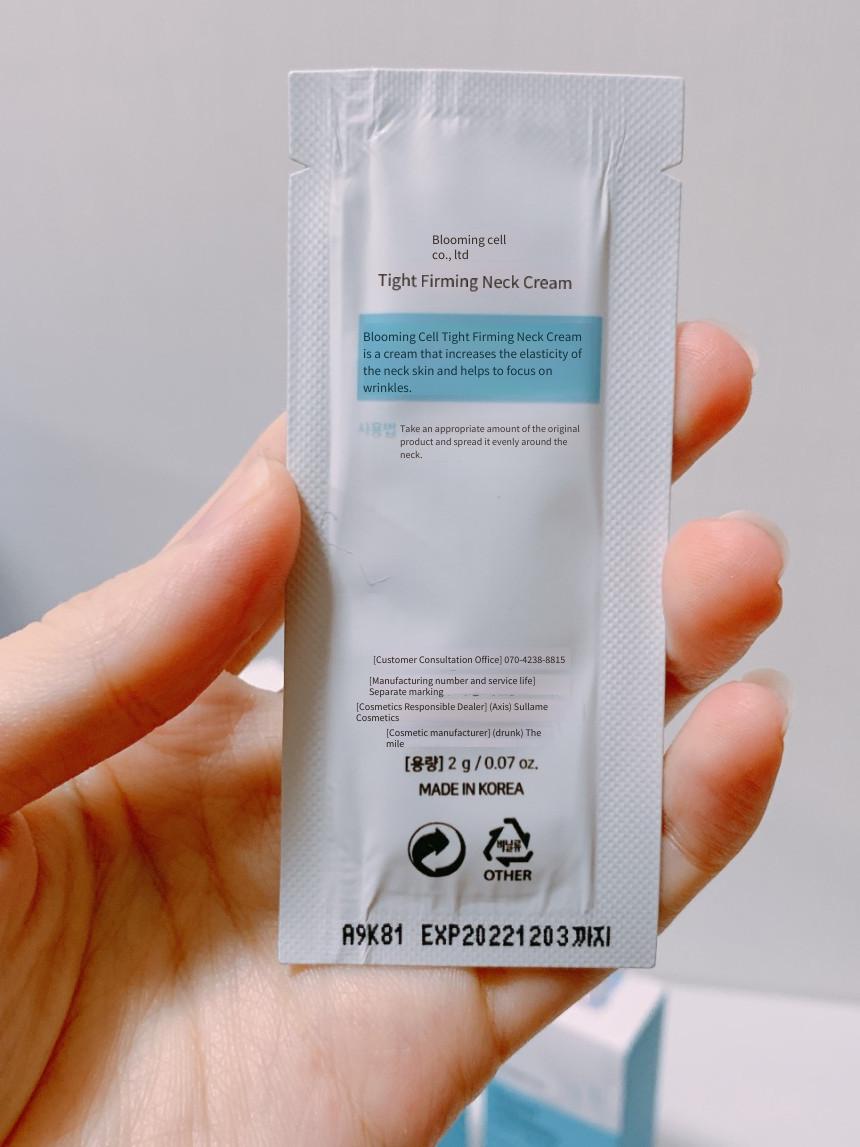 Blooming cell
co., ltd
Tight Firming Neck Cream
Blooming Cell Tight Firming Neck Cream
is a cream that increases the elasticity of
the neck skin and helps to focus on
wrinkles.
사용법 Take an appropriate amount of the original
product and spread it evenly around the
neck.
[Customer Consultation Office] 070-4238-8815
[Manufacturing number and service life]
Separate marking
[Cosmetics Responsible Dealer] (Axis) Sullame
Cosmetics
[Cosmetic manufacturer] (drunk) The
mile
[용량] 2 g / 0.07 oz.
MADE IN KOREA
비닐류
OTHER
A9K81 EXP20221203까지